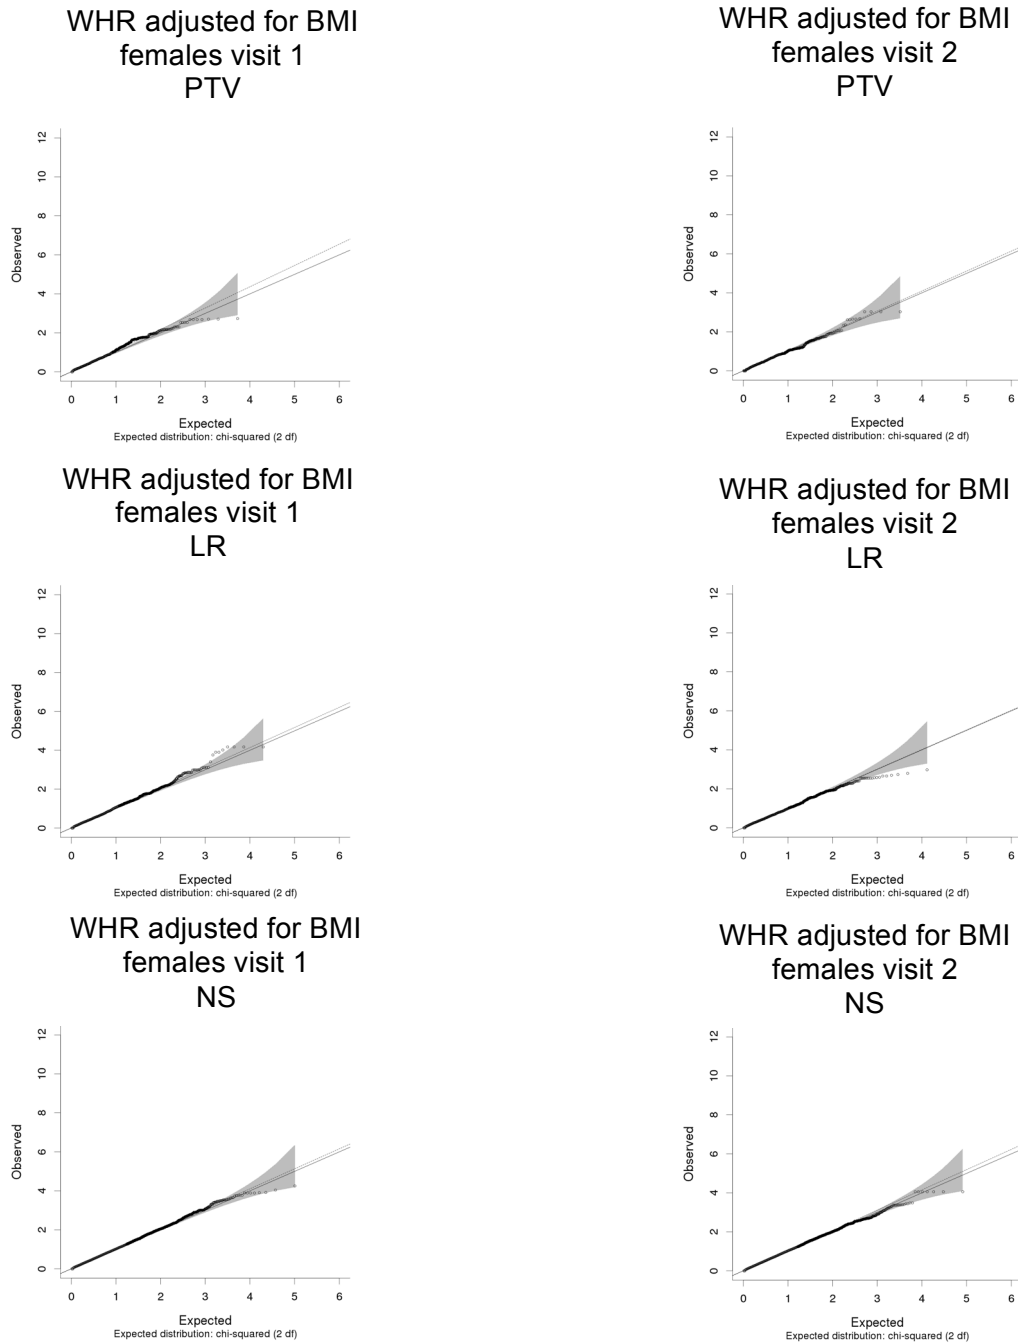 WHR adjusted for BMI
females visit 1
PTV
12
10
8
6
4
2
0
Observed
0 1 2 3 4 5 6
Expected
Expected distribution: chi-squared (2 df)
WHR adjusted for BMI
females visit 2
PTV
12
10
8
6
4
2
0
Observed
0 1 2 3 4 5 6
Expected
Expected distribution: chi-squared (2 df)
WHR adjusted for BMI
females visit 1
LR
12
10
8
6
4
2
0
Observed
0 1 2 3 4 5 6
Expected
Expected distribution: chi-squared (2 df)
WHR adjusted for BMI
females visit 2
LR
12
10
8
6
4
2
0
Observed
0 1 2 3 4 5 6
Expected
Expected distribution: chi-squared (2 df)
WHR adjusted for BMI
females visit 1
NS
12
10
8
6
4
2
0
Observed
0 1 2 3 4 5 6
Expected
Expected distribution: chi-squared (2 df)
WHR adjusted for BMI
females visit 2
NS
12
10
8
6
4
2
0
Observed
0 1 2 3 4 5 6
Expected
Expected distribution: chi-squared (2 df)